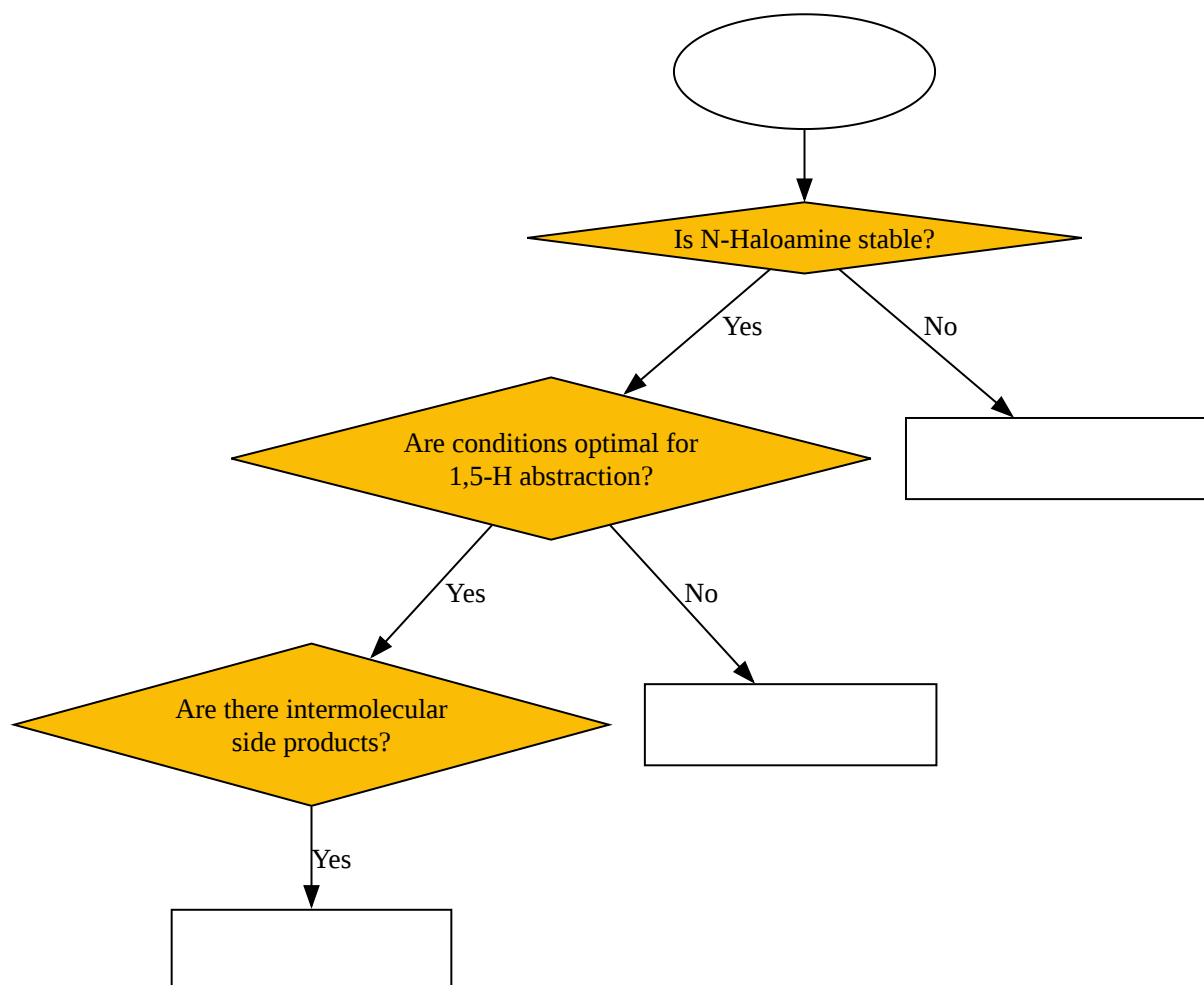 Is N-Haloamine stable?
Yes
No
Are conditions optimal for
1,5-H abstraction?
Yes
No
Are there intermolecular
side products?
Yes